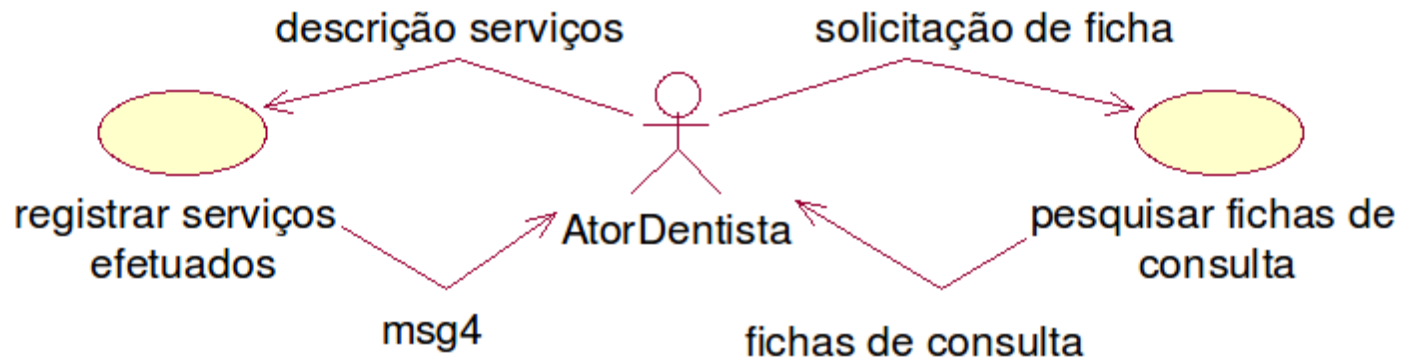 descrição serviços
solicitação de ficha
registrar serviços
efetuados
AtorDentista
pesquisar fichas de
consulta
msg4
fichas de consulta